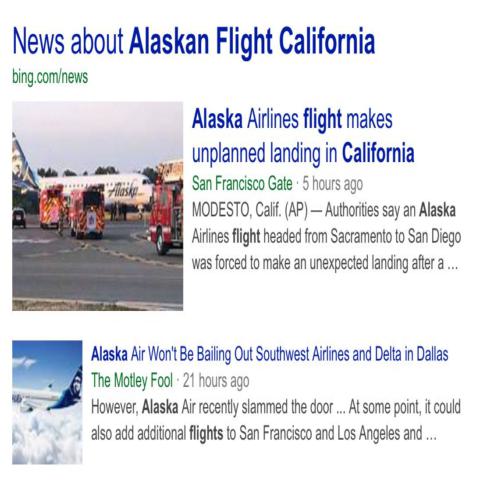 News about Alaskan Flight California
bing.com/news
Alaska Airlines flight makes
unplanned landing in California
San Francisco Gate · 5 hours ago
MODESTO, Calif. (AP) — Authorities say an Alaska
Airlines flight headed from Sacramento to San Diego
was forced to make an unexpected landing after a ...
Alaska
Alaska Air Won't Be Bailing Out Southwest Airlines and Delta in Dallas
The Motley Fool · 21 hours ago
However, Alaska Air recently slammed the door ... At some point, it could
also add additional flights to San Francisco and Los Angeles and ...